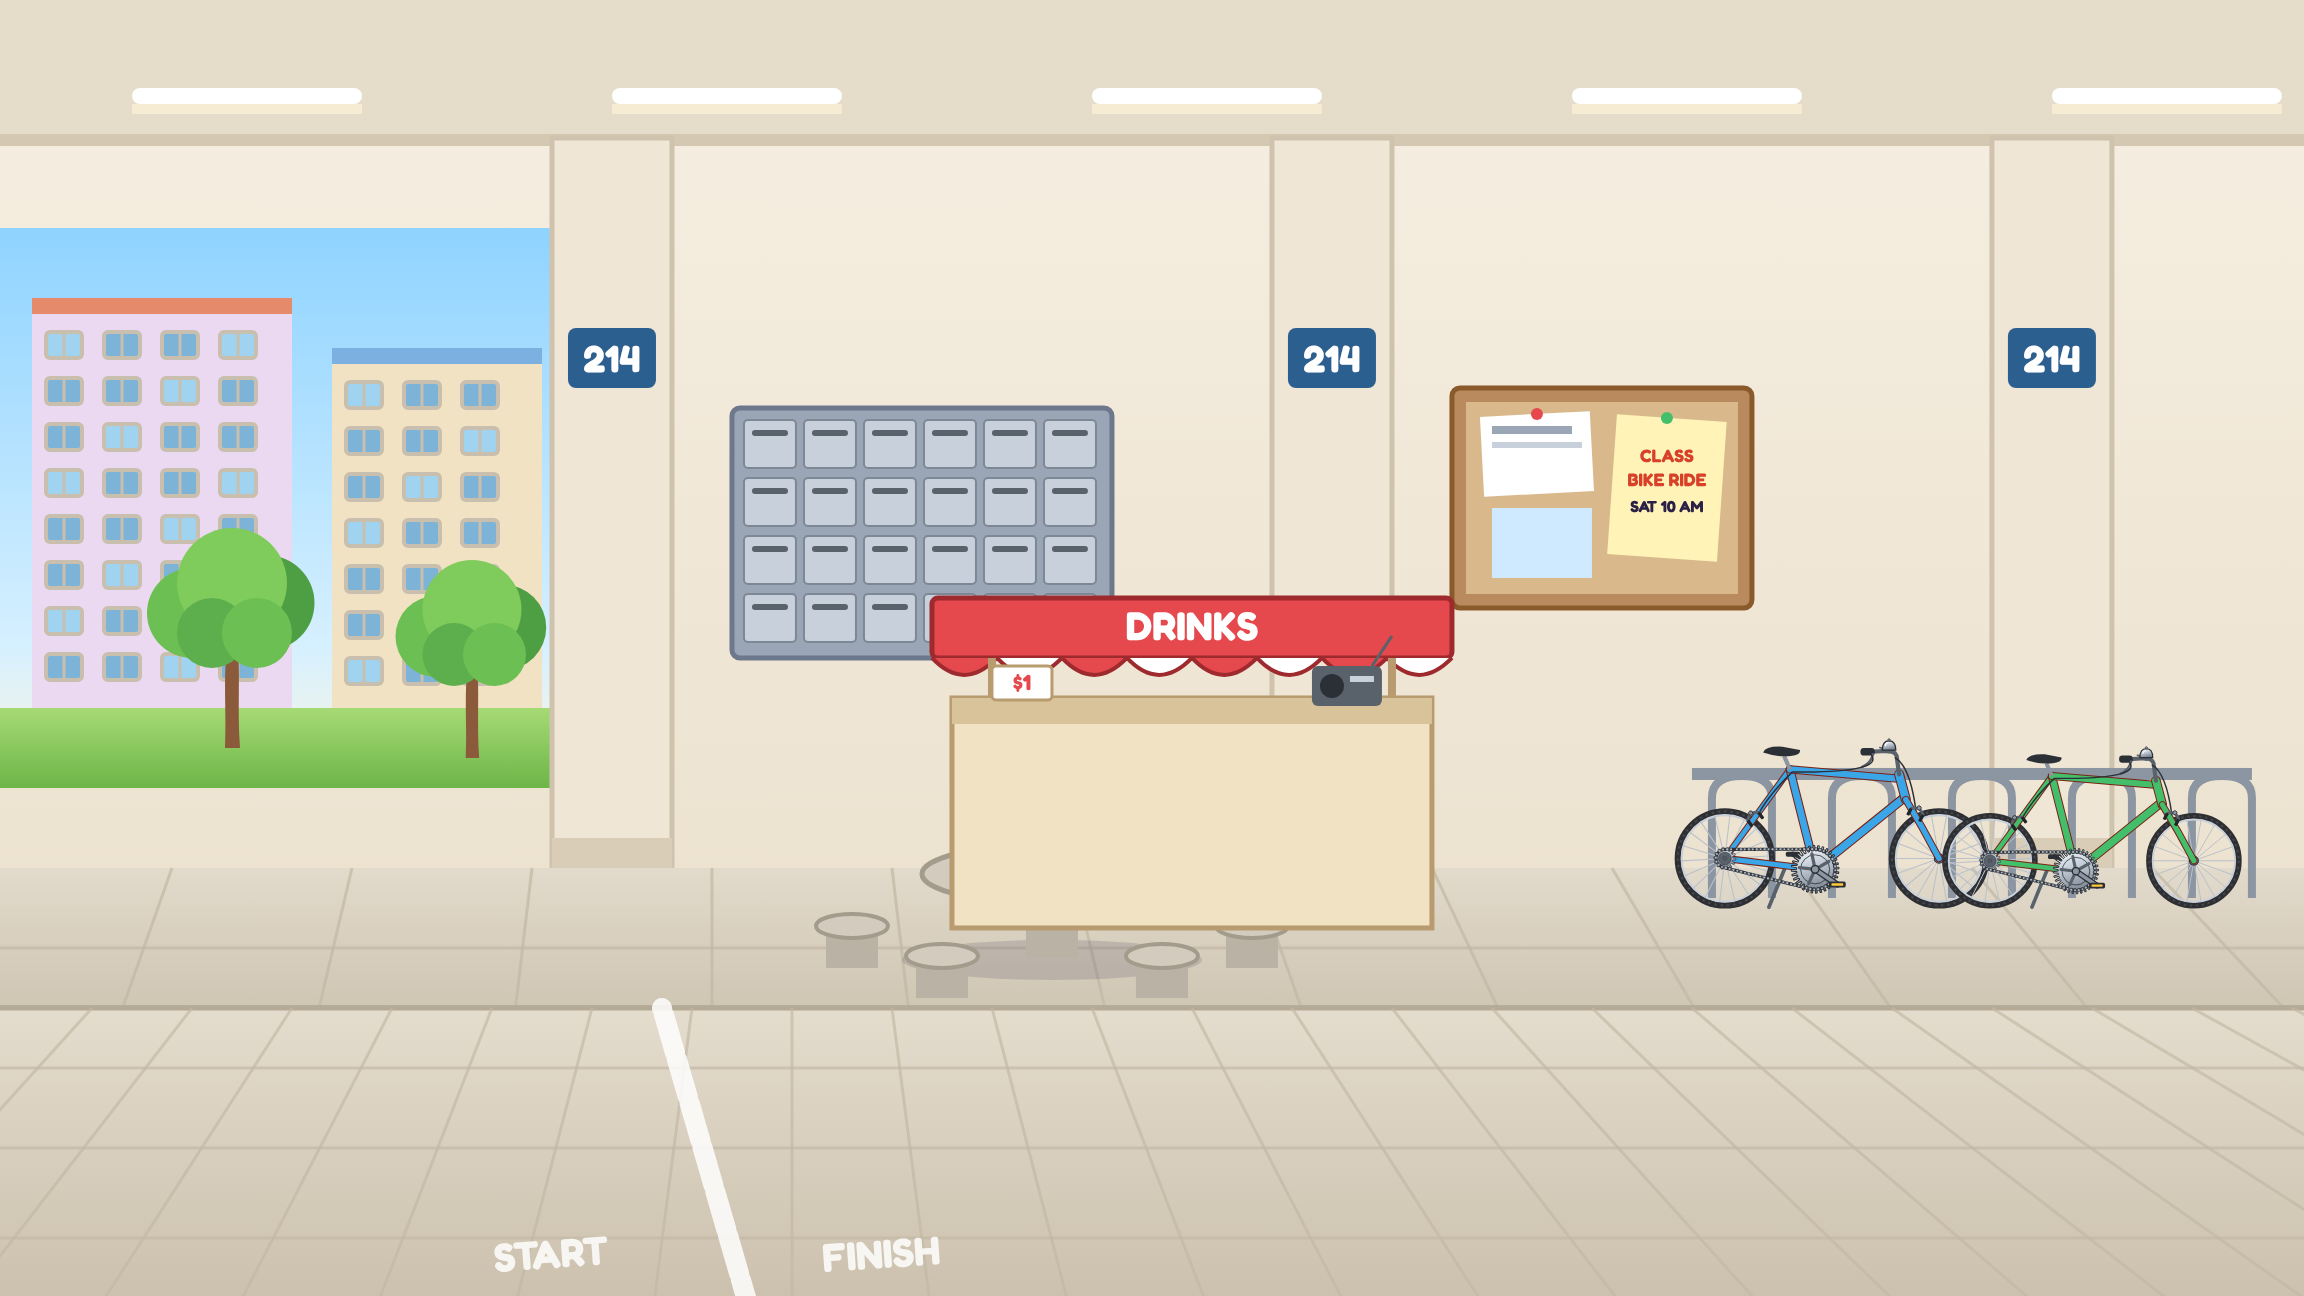 214
214
214
CLASS
BIKE RIDE
SAT 10 AM
DRINKS
$1
START
FINISH